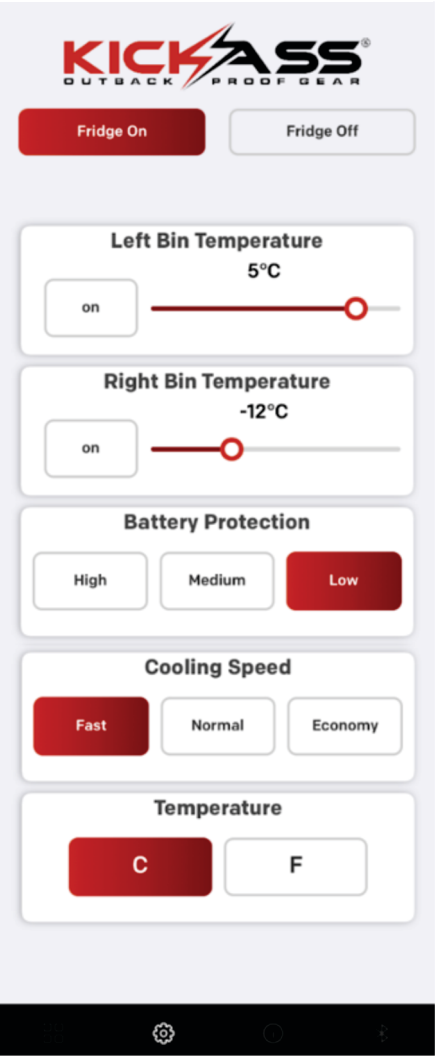 KICKASS®
OUTBACK PROOF GEAR
Fridge On Fridge Off
Left Bin Temperature
5°C
on
Right Bin Temperature
-12°C
on
Battery Protection
High Medium Low
Cooling Speed
Fast Normal Economy
Temperature
C F